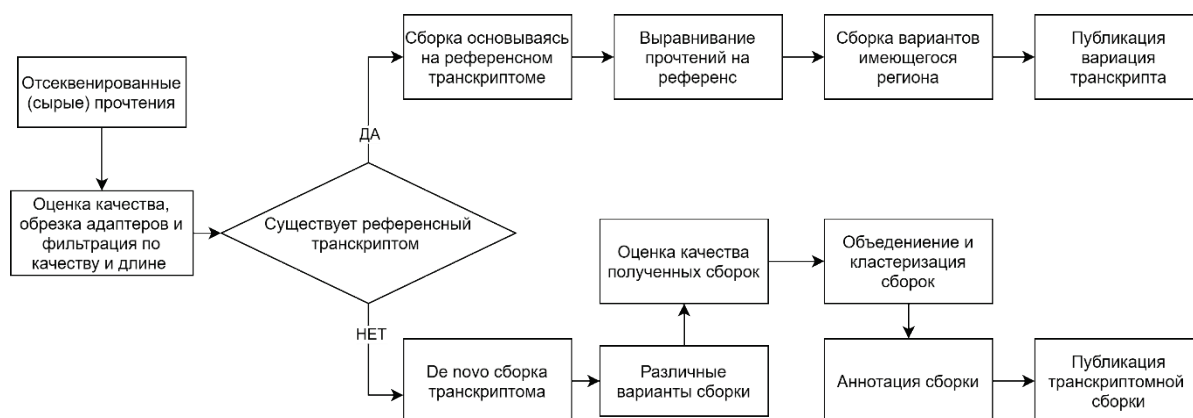 Отсеквенированные
(сырые) прочтения
Оценка качества,
обрезка адаптеров и
фильтрация по
качеству и длине
Существует референсный
транскриптом
ДА
Сборка основываясь
на референсном
транскриптоме
Выравнивание
прочтений на
референс
Сборка вариантов
имеющегося
региона
Публикация
вариация
транскрипта
НЕТ
De novo сборка
транскриптома
Различные
варианты сборки
Оценка качества
полученных сборок
Объедениение и
кластеризация
сборок
Аннотация сборки
Публикация
транскриптомной
сборки